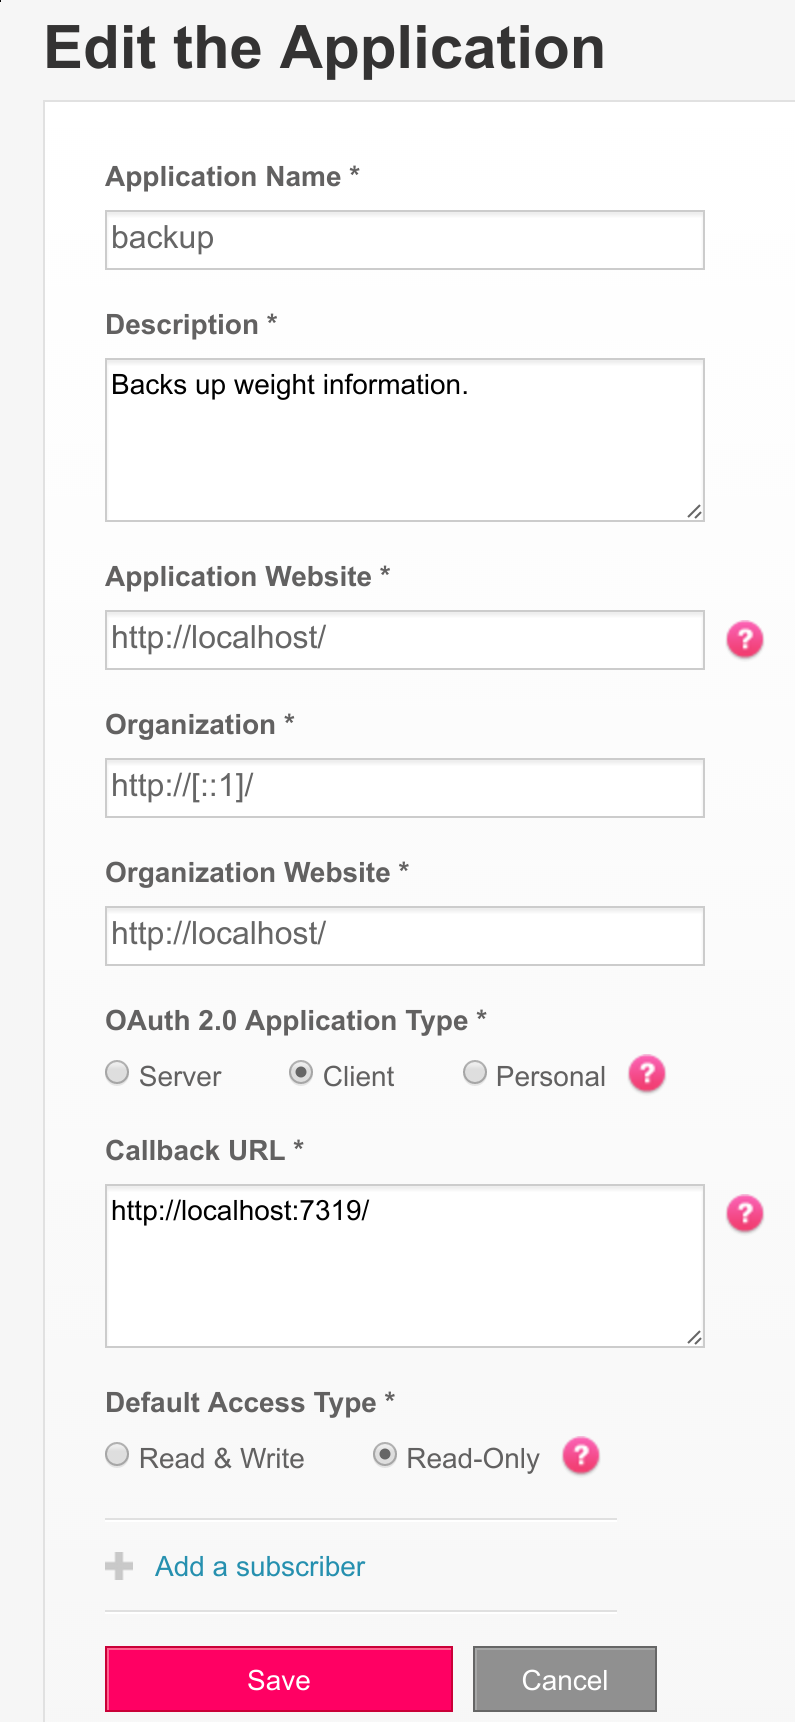 Edit the Application
Application Name *
backup
Description *
Backs up weight information.
Application Website *
http://localhost/
?
Organization *
http://[::1]/
Organization Website *
http://localhost/
OAuth 2.0 Application Type *
Server Client Personal ?
Callback URL *
http://localhost:7319/
?
Default Access Type *
Read & Write Read-Only ?
Add a subscriber
Save Cancel